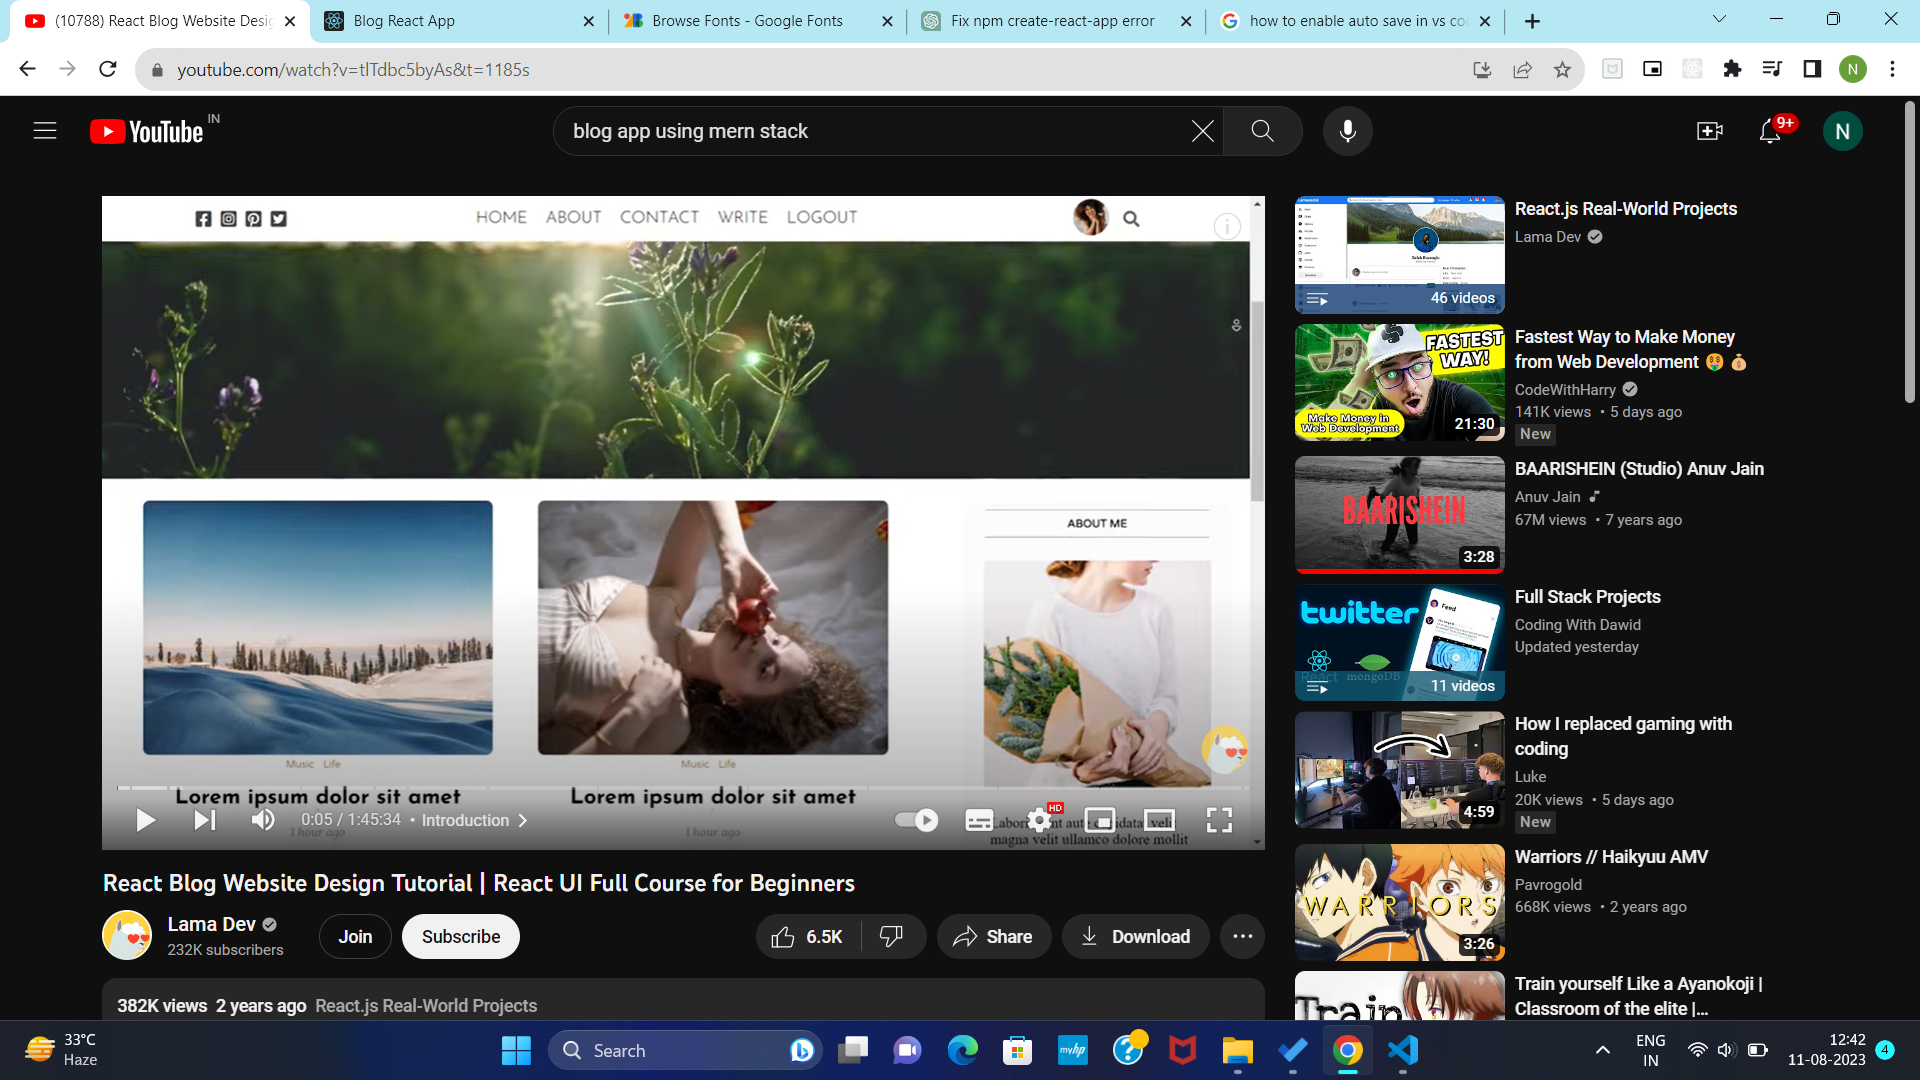 (10788) React Blog Website Desig
Blog React App
Browse Fonts - Google Fonts
Fix npm create-react-app error
how to enable auto save in vs co
youtube.com/watch?v=tlTdbc5byAs&t=1185s
N
YouTube IN
blog app using mern stack
9+
N
HOME ABOUT CONTACT WRITE LOGOUT
ABOUT ME
Music Life
Music Life
Lorem ipsum dolor sit amet
Lorem ipsum dolor sit amet
1 hour ago
1 hour ago
magna velit ullamco dolore mollit
0:05 / 1:45:34 • Introduction
HD
React Blog Website Design Tutorial | React UI Full Course for Beginners
Lama Dev
232K subscribers
Join
Subscribe
6.5K
Share
Download
382K views 2 years ago React.js Real-World Projects
46 videos
React.js Real-World Projects
Lama Dev
FASTEST
WAY!
Make Money in
Web Development
21:30
Fastest Way to Make Money
from Web Development 🤑 💰
CodeWithHarry
141K views • 5 days ago
New
BAARISHEIN
3:28
BAARISHEIN (Studio) Anuv Jain
Anuv Jain
67M views • 7 years ago
twitter
Feed
React
mongoDB
11 videos
Full Stack Projects
Coding With Dawid
Updated yesterday
4:59
How I replaced gaming with
coding
Luke
20K views • 5 days ago
New
WARRIORS
3:26
Warriors // Haikyuu AMV
Pavrogold
668K views • 2 years ago
Train
Train yourself Like a Ayanokoji |
Classroom of the elite |...
33°C
Haze
Search
myhp
ENG
IN
12:42
11-08-2023
4